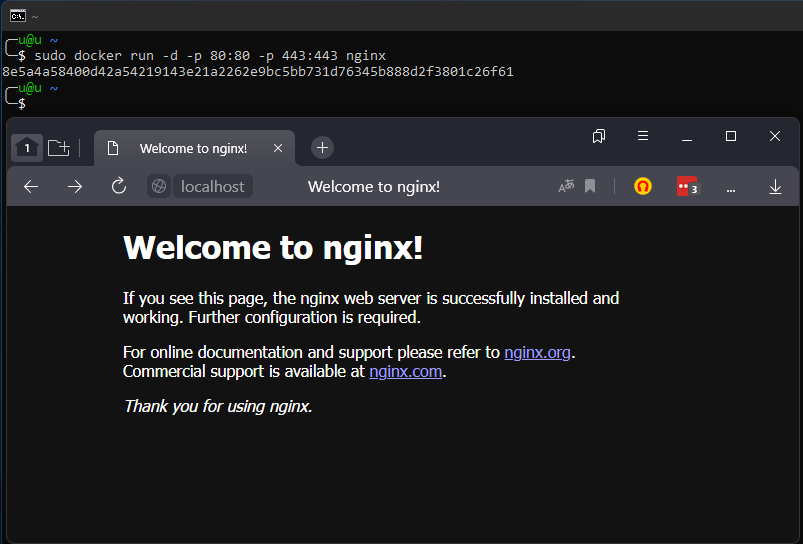 ~
u@u ~
$ sudo docker run -d -p 80:80 -p 443:443 nginx
8e5a4a58400d42a54219143e21a2262e9bc5bb731d76345b888d2f3801c26f61
u@u ~
$
1 Welcome to nginx!
localhost Welcome to nginx! Aあ 3 ...
Welcome to nginx!
If you see this page, the nginx web server is successfully installed and
working. Further configuration is required.
For online documentation and support please refer to nginx.org.
Commercial support is available at nginx.com.
Thank you for using nginx.